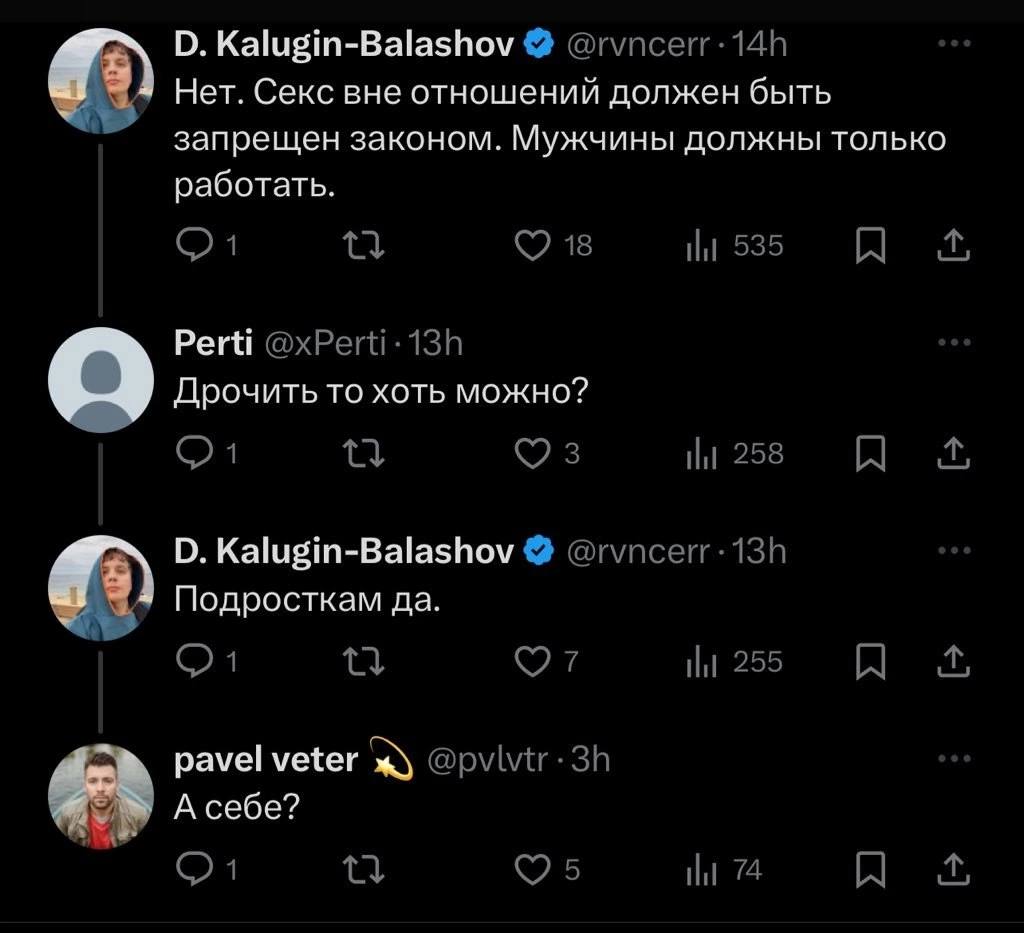 D. Kalugin-Balashov @rvncerr · 14h
Нет. Секс вне отношений должен быть
запрещен законом. Мужчины должны только
работать.
1 18 535
Perti @xPerti · 13h
Дрочить то хоть можно?
1 3 258
D. Kalugin-Balashov @rvncerr · 13h
Подросткам да.
1 7 255
pavel veter 💫 @pvlvtr · 3h
А себе?
1 5 74